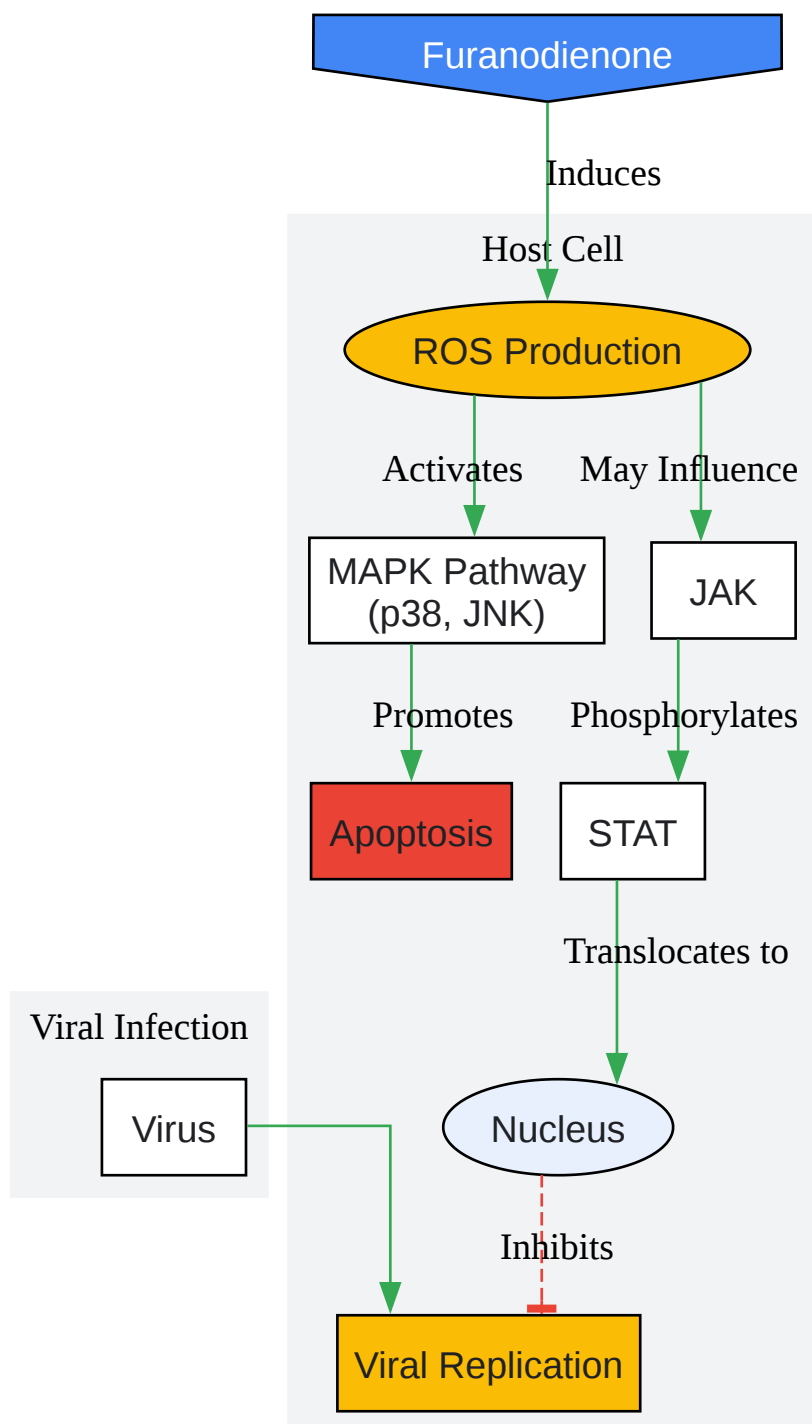 Furanodienone
Induces
Host Cell
ROS Production
Activates
May Influence
MAPK Pathway
(p38, JNK)
JAK
Promotes
Phosphorylates
Apoptosis
STAT
Translocates to
Viral Infection
Virus
Nucleus
Inhibits
Viral Replication